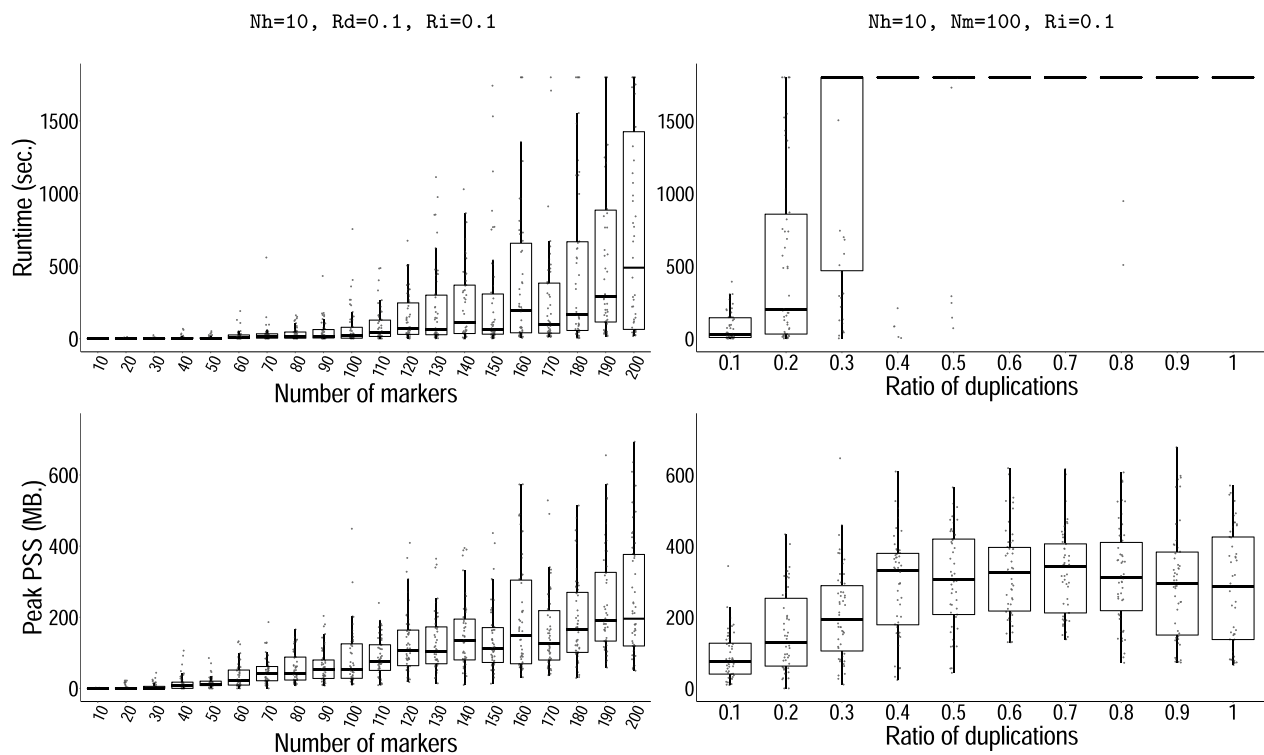 Nh=10, Rd=0.1, Ri=0.1
Nh=10, Nm=100, Ri=0.1
Runtime (sec.)
1500
1000
500
0
10 20 30 40 50 60 70 80 90 100 110 120 130 140 150 160 170 180 190 200
Number of markers
1500
1000
500
0
0.1 0.2 0.3 0.4 0.5 0.6 0.7 0.8 0.9 1
Ratio of duplications
Peak PSS (MB.)
600
400
200
0
10 20 30 40 50 60 70 80 90 100 110 120 130 140 150 160 170 180 190 200
Number of markers
600
400
200
0
0.1 0.2 0.3 0.4 0.5 0.6 0.7 0.8 0.9 1
Ratio of duplications